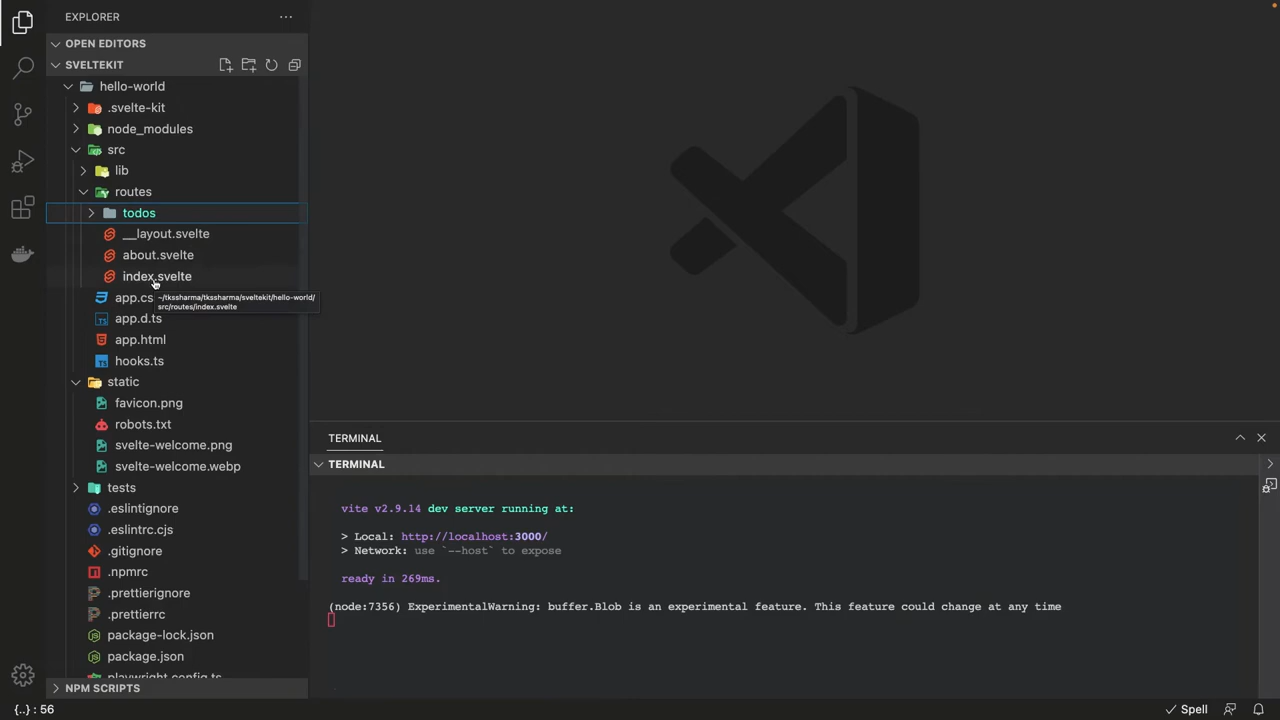 EXPLORER
OPEN EDITORS
SVELTEKIT
hello-world
.svelte-kit
node_modules
src
lib
routes
todos
__layout.svelte
about.svelte
index.svelte
app.cs
~/tkssharma/tkssharma/sveltekit/hello-world/
src/routes/index.svelte
app.d.ts
app.html
hooks.ts
static
favicon.png
robots.txt
svelte-welcome.png
svelte-welcome.webp
tests
.eslintignore
.eslintrc.cjs
.gitignore
.npmrc
.prettierignore
.prettierrc
package-lock.json
package.json
playwright.config.ts
NPM SCRIPTS
{..} : 56
TERMINAL
TERMINAL
vite v2.9.14 dev server running at:
> Local: http://localhost:3000/
> Network: use `--host` to expose
ready in 269ms.
(node:7356) ExperimentalWarning: buffer.Blob is an experimental feature. This feature could change at any time
Spell